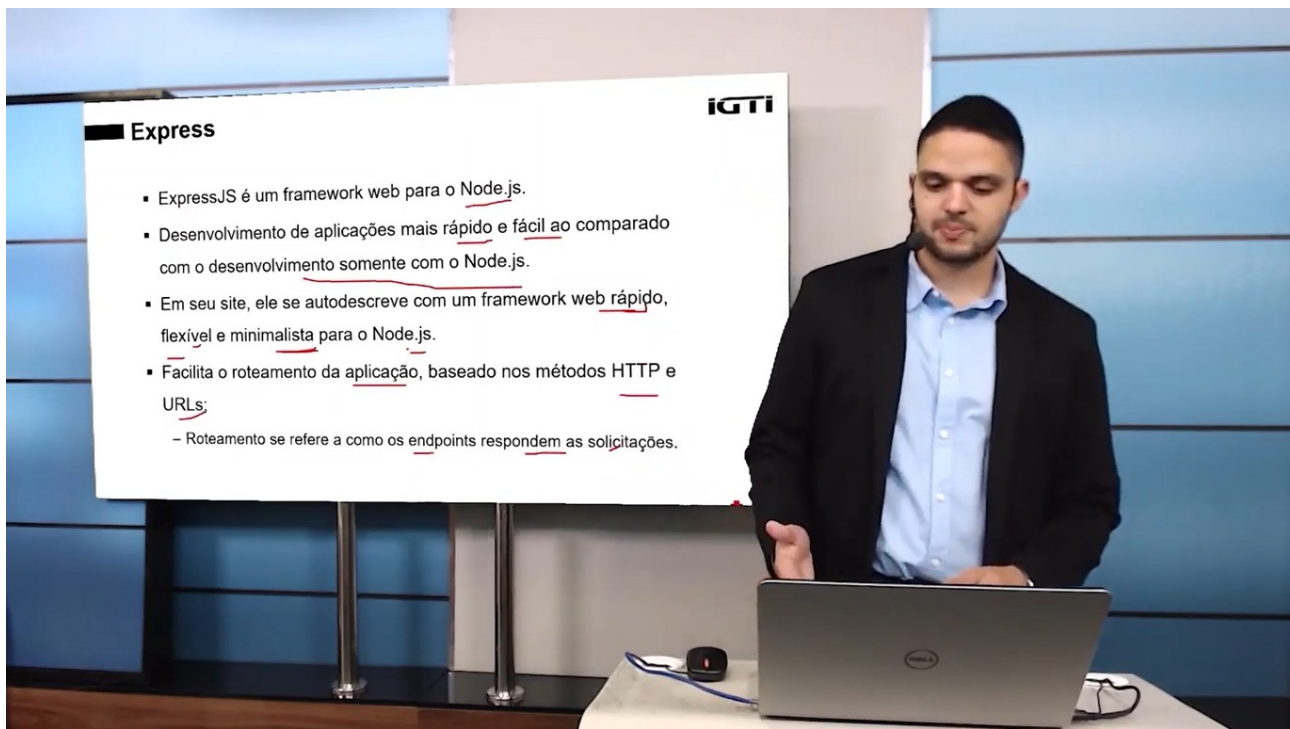 iGTi
Express
▪ ExpressJS é um framework web para o Node.js.
▪ Desenvolvimento de aplicações mais rápido e fácil ao comparado
com o desenvolvimento somente com o Node.js.
▪ Em seu site, ele se autodescreve com um framework web rápido,
flexível e minimalista para o Node.js.
▪ Facilita o roteamento da aplicação, baseado nos métodos HTTP e
URLs;
– Roteamento se refere a como os endpoints respondem as solicitações.
DELL